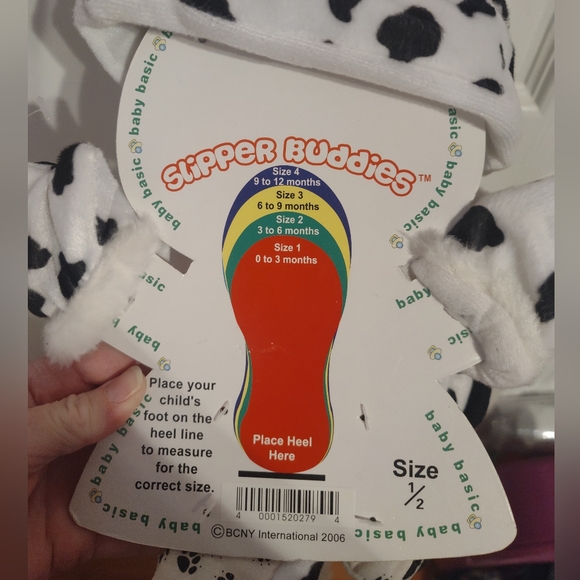 Slipper Buddies™
Size 4
9 to 12 months
Size 3
6 to 9 months
Size 2
3 to 6 months
Size 1
0 to 3 months
Place Heel
Here
Place your
child's
foot on the
heel line
to measure
for the
correct size.
Size
1/2
4 0001520279 4
©BCNY International 2006
baby basic
baby basic
basic
baby basic
baby basic
baby basic
baby
basic
baby basic
baby basic